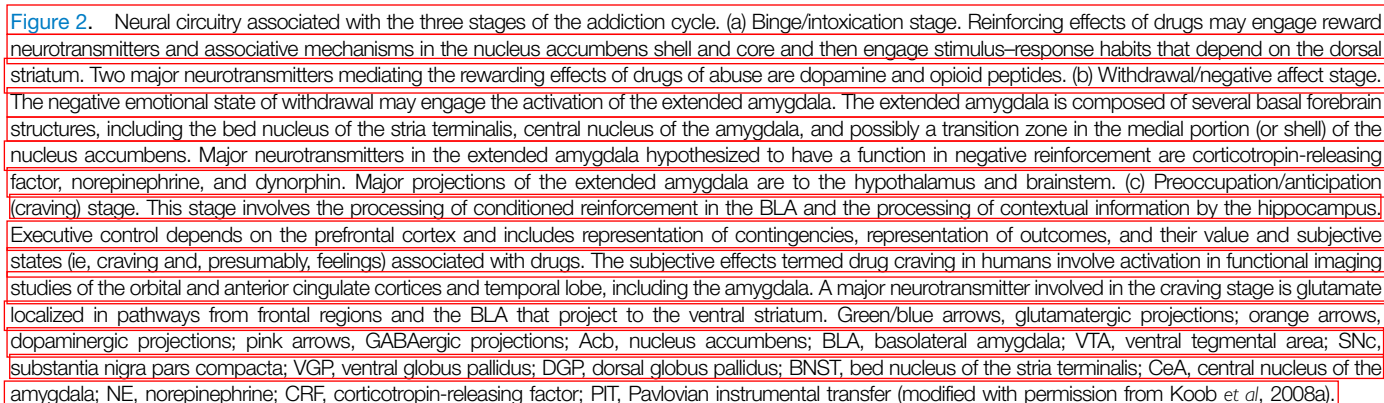 Figure 2. Neural circuitry associated with the three stages of the addiction cycle. (a) Binge/intoxication stage. Reinforcing effects of drugs may engage reward
neurotransmitters and associative mechanisms in the nucleus accumbens shell and core and then engage stimulus–response habits that depend on the dorsal
striatum. Two major neurotransmitters mediating the rewarding effects of drugs of abuse are dopamine and opioid peptides. (b) Withdrawal/negative affect stage.
The negative emotional state of withdrawal may engage the activation of the extended amygdala. The extended amygdala is composed of several basal forebrain
structures, including the bed nucleus of the stria terminalis, central nucleus of the amygdala, and possibly a transition zone in the medial portion (or shell) of the
nucleus accumbens. Major neurotransmitters in the extended amygdala hypothesized to have a function in negative reinforcement are corticotropin-releasing
factor, norepinephrine, and dynorphin. Major projections of the extended amygdala are to the hypothalamus and brainstem. (c) Preoccupation/anticipation
(craving) stage. This stage involves the processing of conditioned reinforcement in the BLA and the processing of contextual information by the hippocampus.
Executive control depends on the prefrontal cortex and includes representation of contingencies, representation of outcomes, and their value and subjective
states (ie, craving and, presumably, feelings) associated with drugs. The subjective effects termed drug craving in humans involve activation in functional imaging
studies of the orbital and anterior cingulate cortices and temporal lobe, including the amygdala. A major neurotransmitter involved in the craving stage is glutamate
localized in pathways from frontal regions and the BLA that project to the ventral striatum. Green/blue arrows, glutamatergic projections; orange arrows,
dopaminergic projections; pink arrows, GABAergic projections; Acb, nucleus accumbens; BLA, basolateral amygdala; VTA, ventral tegmental area; SNc,
substantia nigra pars compacta; VGP, ventral globus pallidus; DGP, dorsal globus pallidus; BNST, bed nucleus of the stria terminalis; CeA, central nucleus of the
amygdala; NE, norepinephrine; CRF, corticotropin-releasing factor; PIT, Pavlovian instrumental transfer (modified with permission from Koob et al, 2008a).